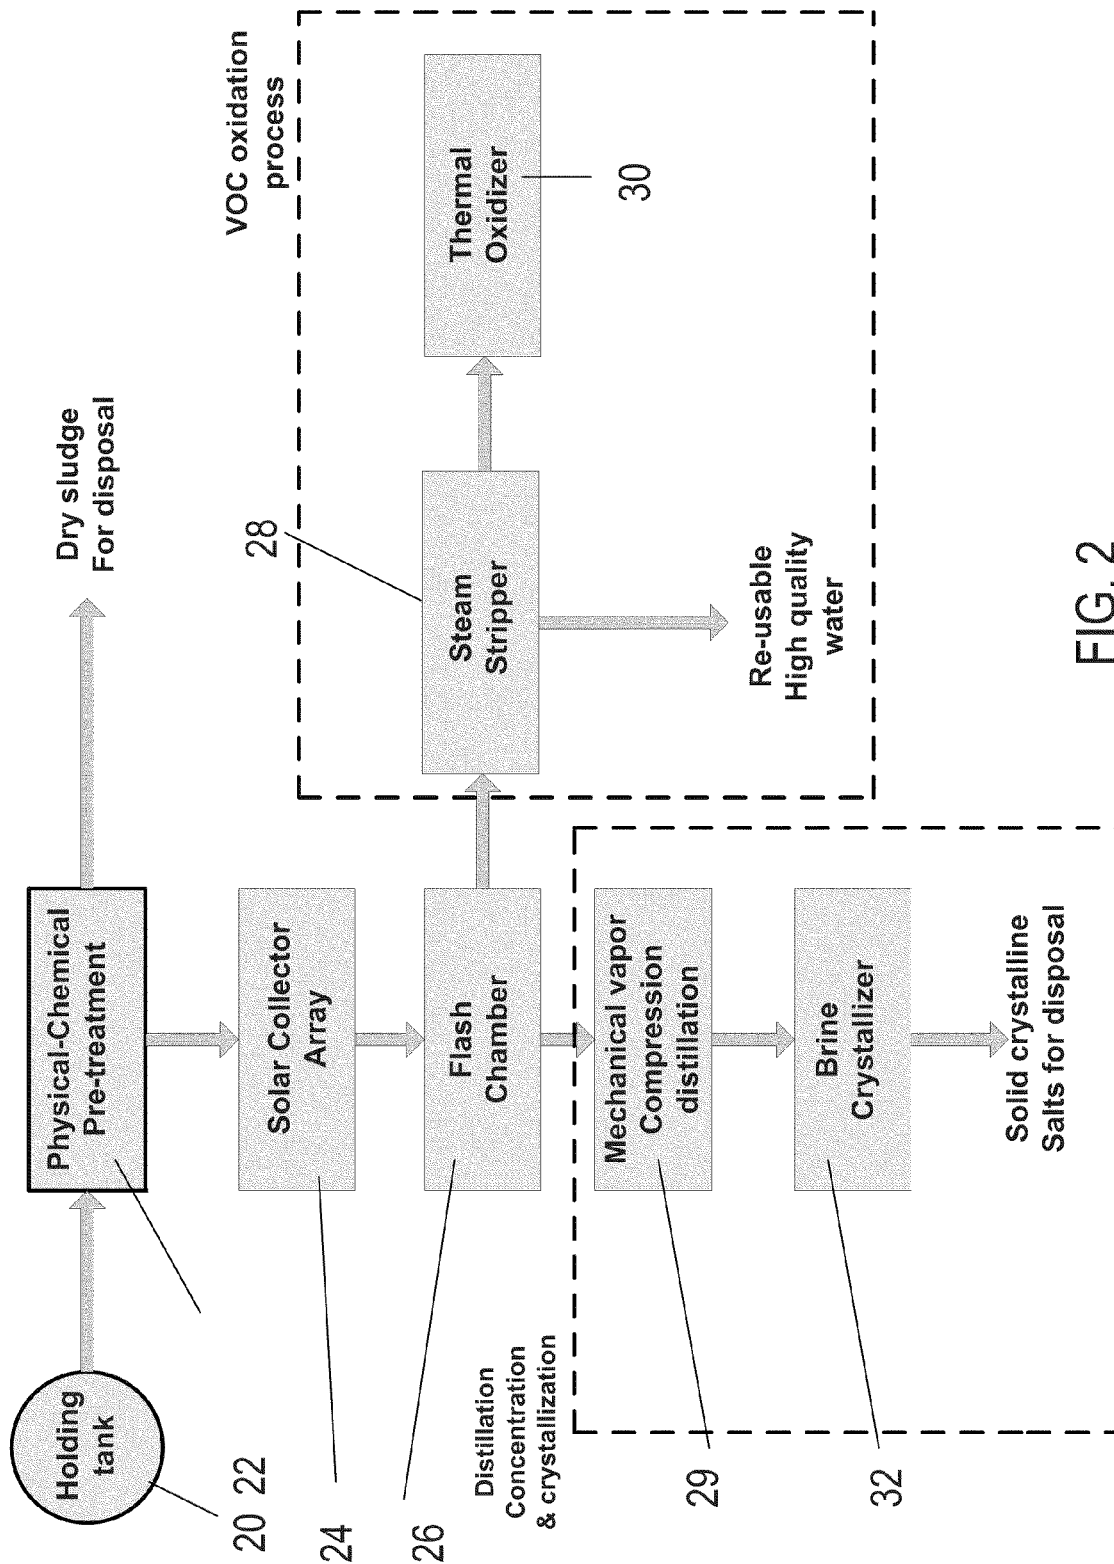 Holding
tank
Physical-Chemical
Pre-treatment
Dry sludge
For disposal
20
22
Solar Collector
Array
24
Flash
Chamber
26
28
Steam
Stripper
Thermal
Oxidizer
30
VOC oxidation
process
Re-usable
High quality
water
Distillation
Concentration
& crystallization
Mechanical vapor
Compression
distillation
29
Brine
Crystallizer
32
Solid crystalline
Salts for disposal
FIG. 2